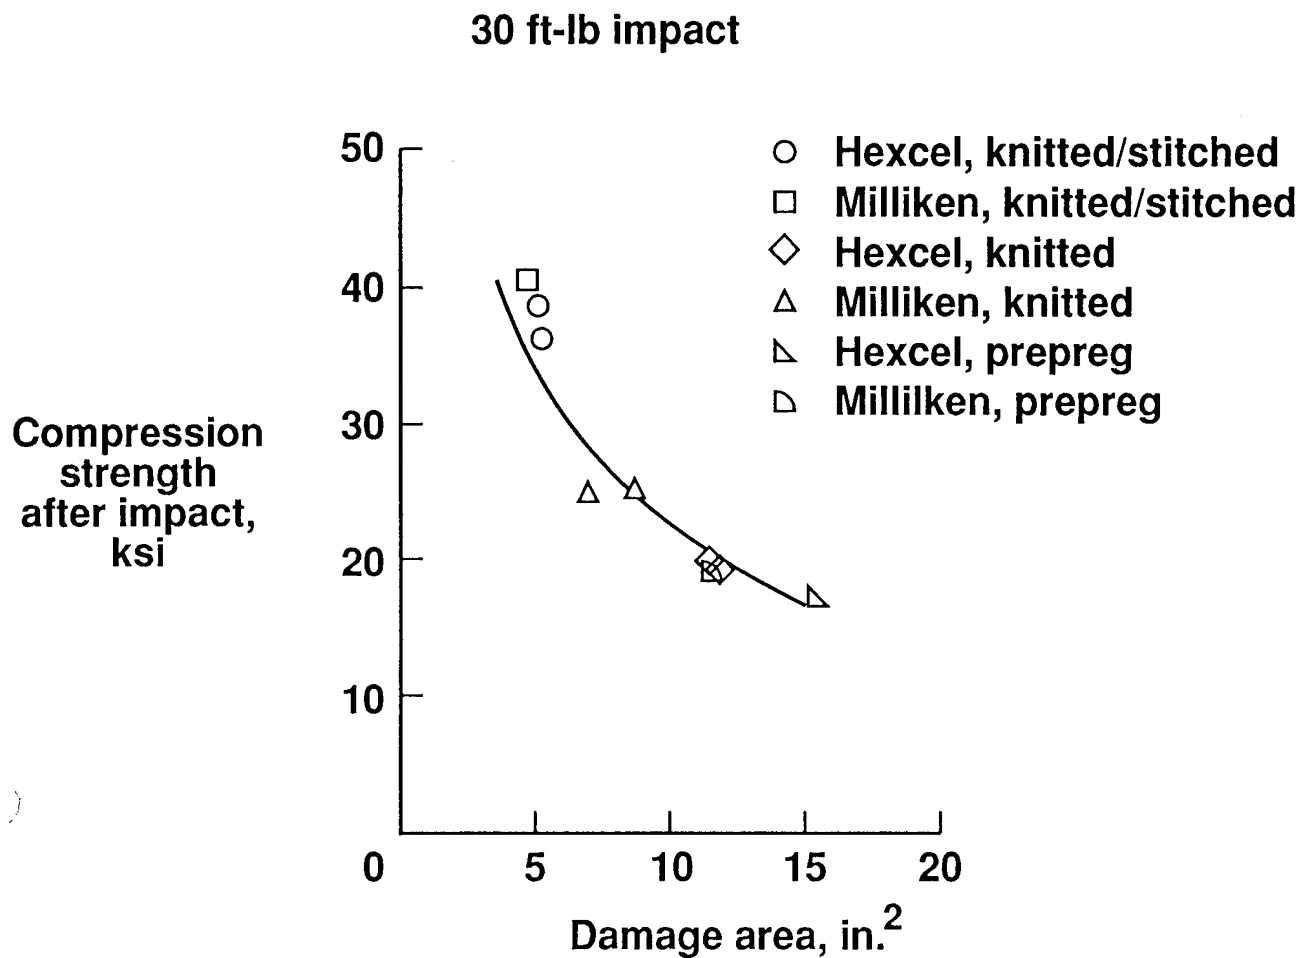 30 ft-lb impact
50
40
30
20
10
0
5
10
15
20
Compression
strength
after impact,
ksi
Damage area, in.²
Hexcel, knitted/stitched
Milliken, knitted/stitched
Hexcel, knitted
Milliken, knitted
Hexcel, prepreg
Millilken, prepreg